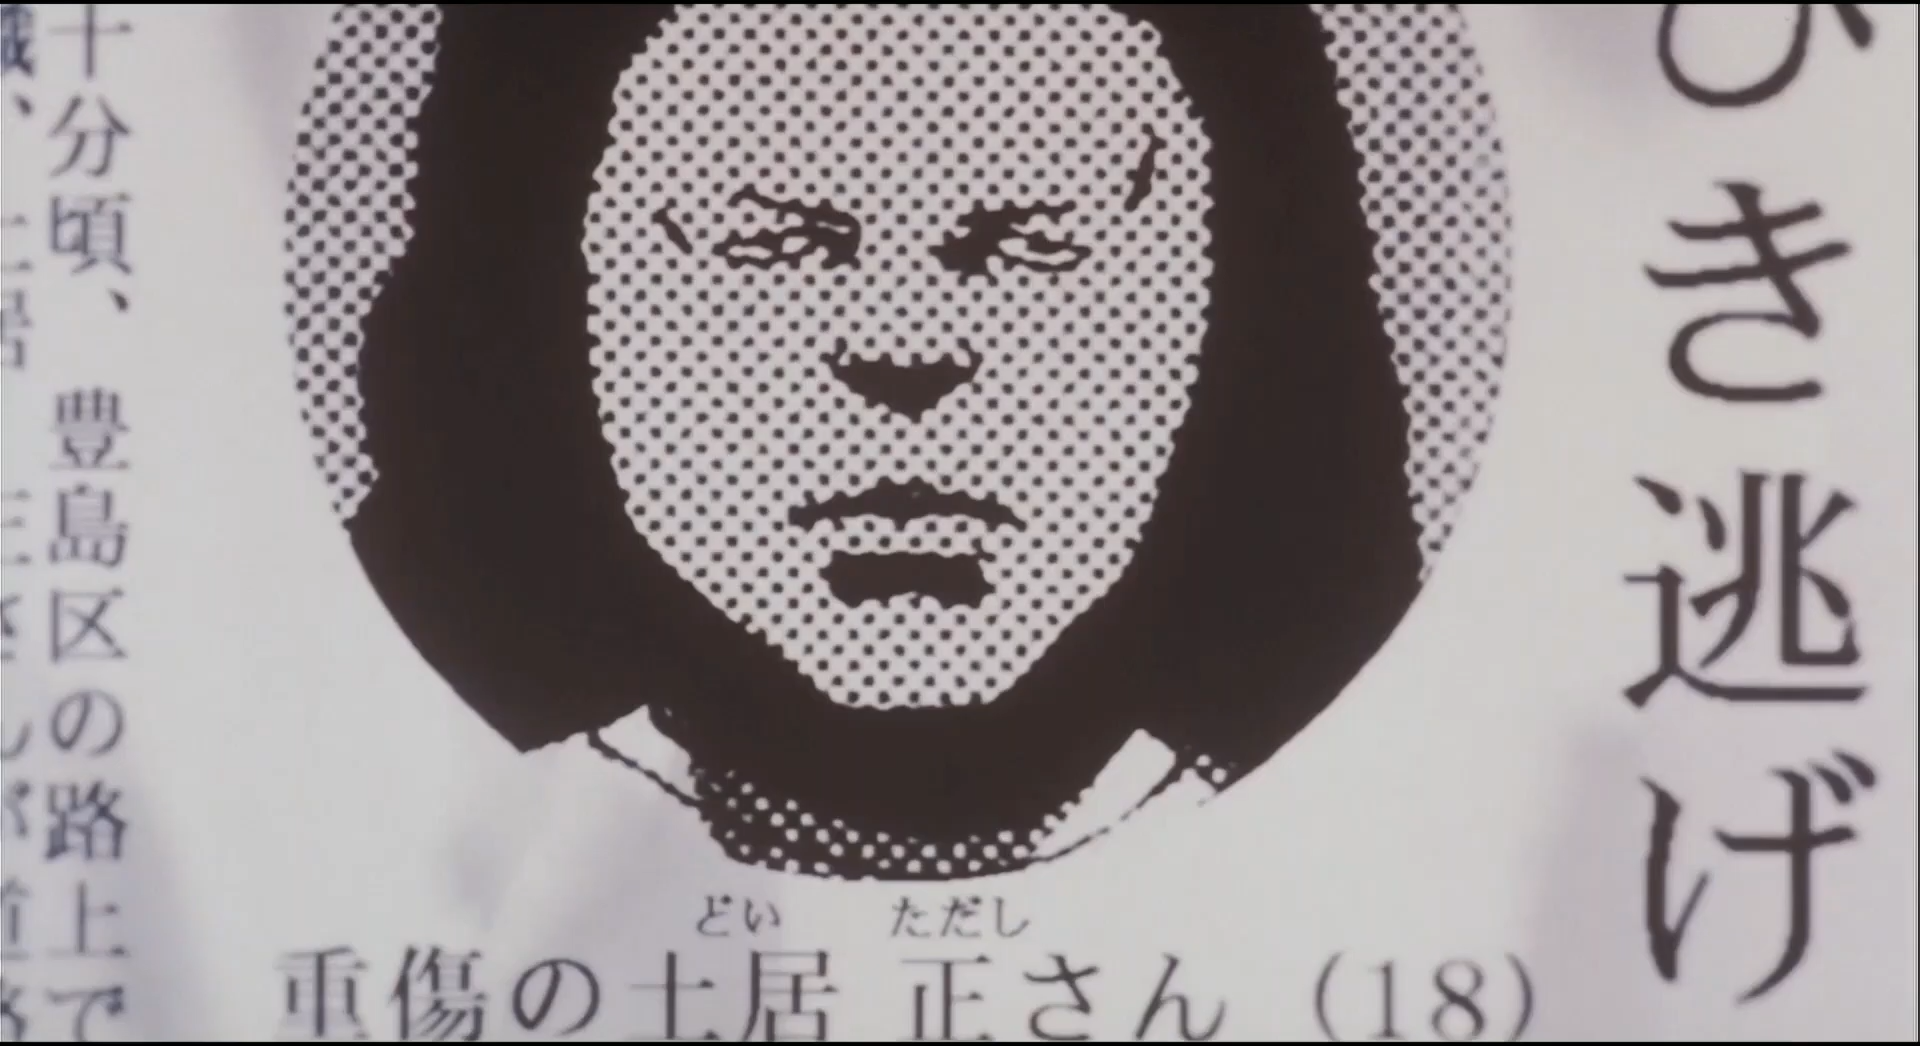 ひき逃げ
どい ただし
重傷の土居 正さん（18）
十分頃、豊島区の路上で